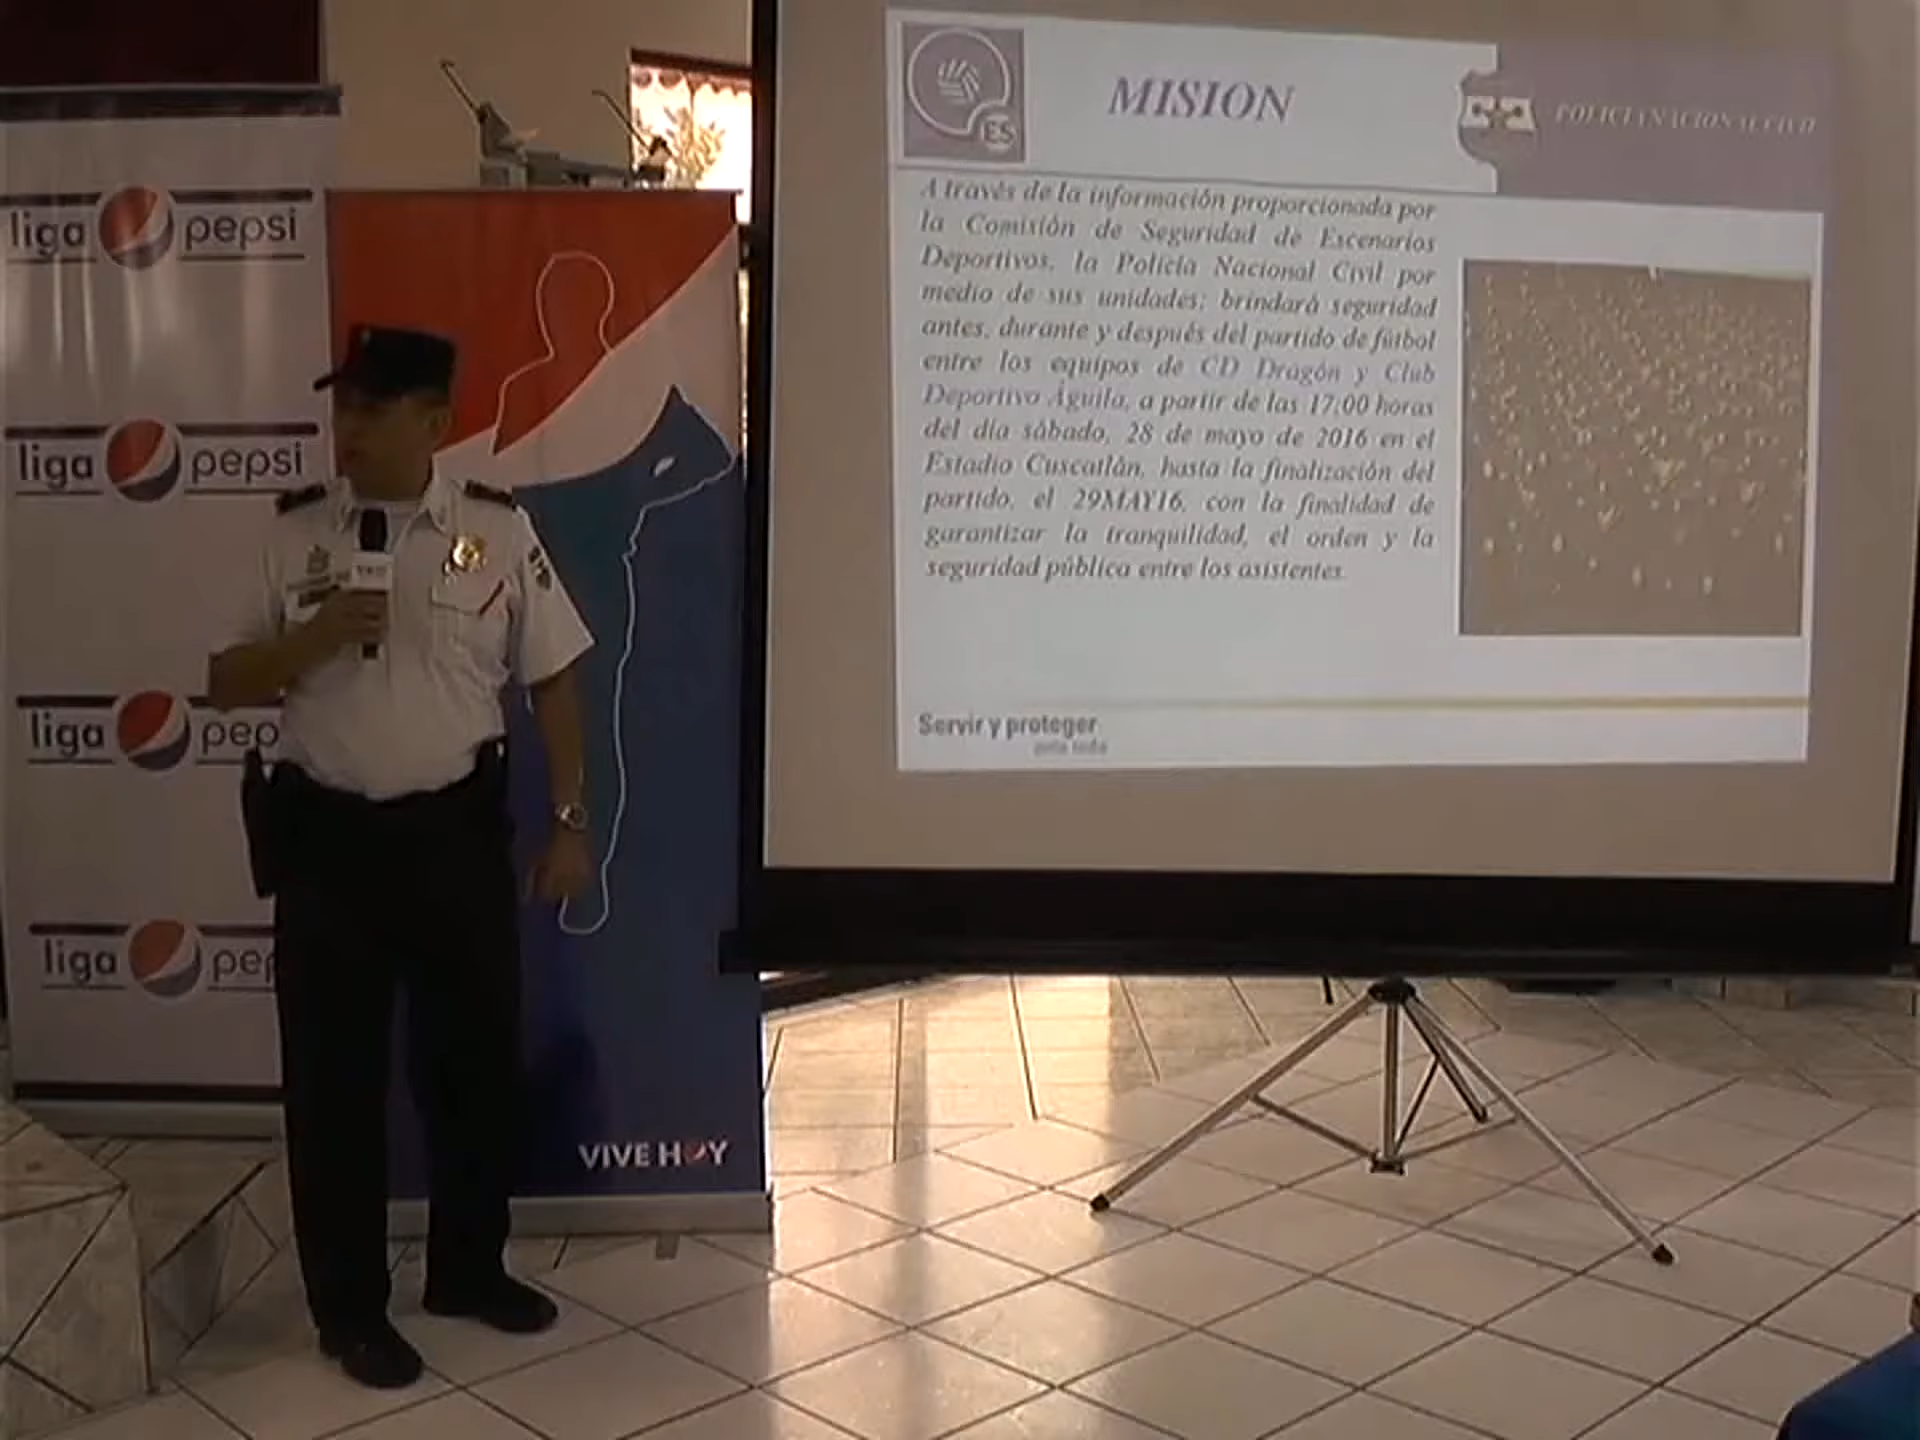 liga pepsi
liga pepsi
liga pep
liga pep
VIVE HOY
ES
MISION
POLICIA NACIONAL CIVIL
A través de la información proporcionada por
la Comisión de Seguridad de Escenarios
Deportivos, la Policía Nacional Civil por
medio de sus unidades; brindará seguridad
antes, durante y después del partido de fútbol
entre los equipos de CD Dragón y Club
Deportivo Águila, a partir de las 17:00 horas
del día sábado, 28 de mayo de 2016 en el
Estadio Cuscatlán, hasta la finalización del
partido, el 29MAY16, con la finalidad de
garantizar la tranquilidad, el orden y la
seguridad pública entre los asistentes.
Servir y proteger